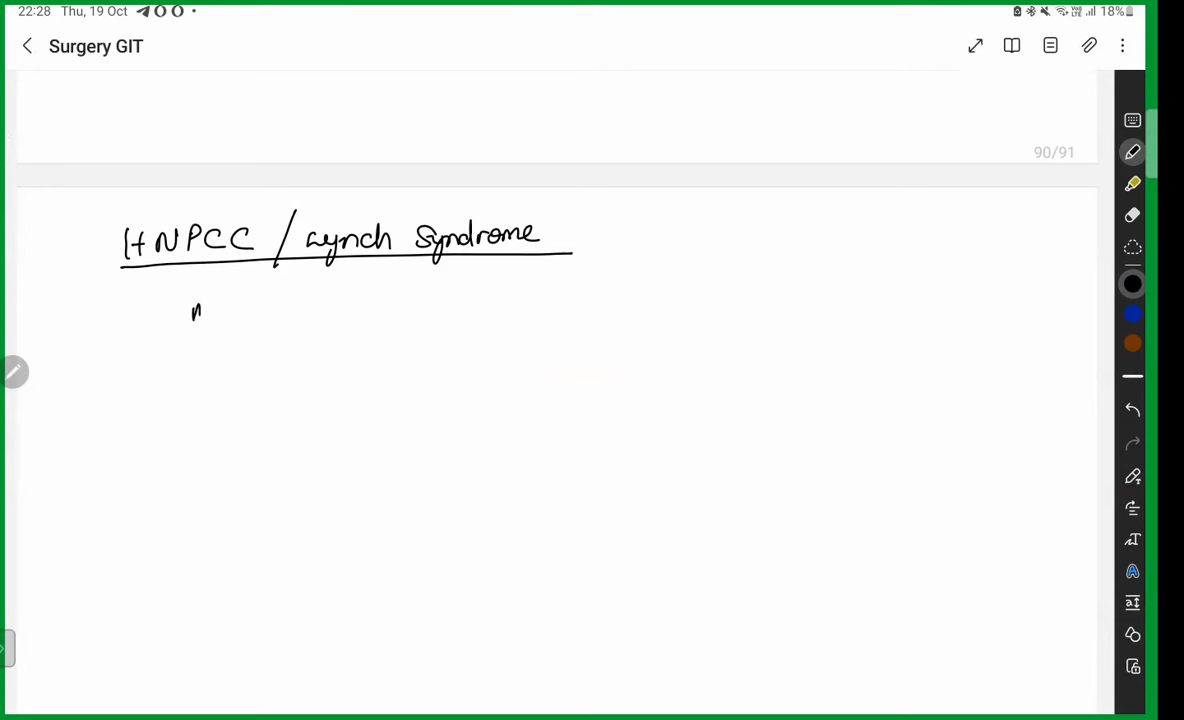 22:28 Thu, 19 Oct 18%
Surgery GIT
90/91
HNPCC / Lynch Syndrome